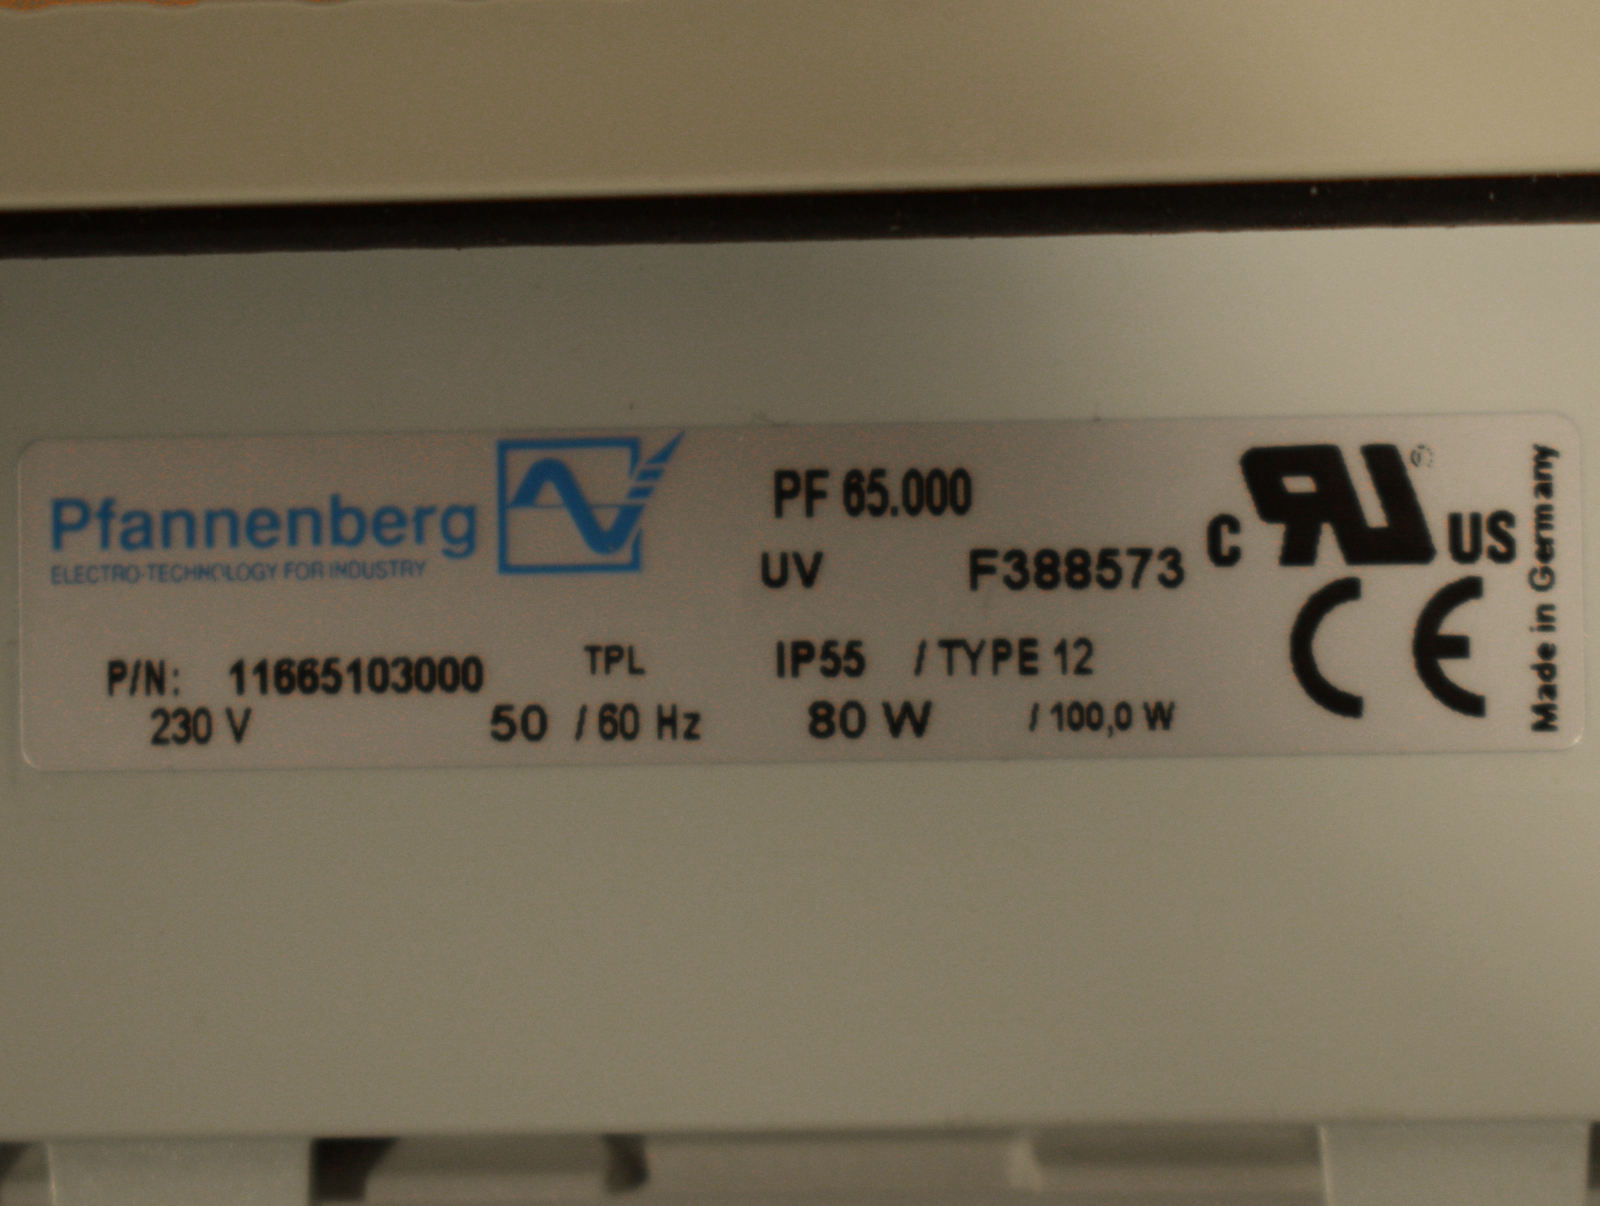 Pfannenberg
ELECTRO-TECHNOLOGY FOR INDUSTRY
PF 65.000
UV F388573
P/N: 11665103000 TPL IP55 / TYPE 12
230 V 50 / 60 Hz 80 W / 100,0 W
C RU US
CE
Made in Germany